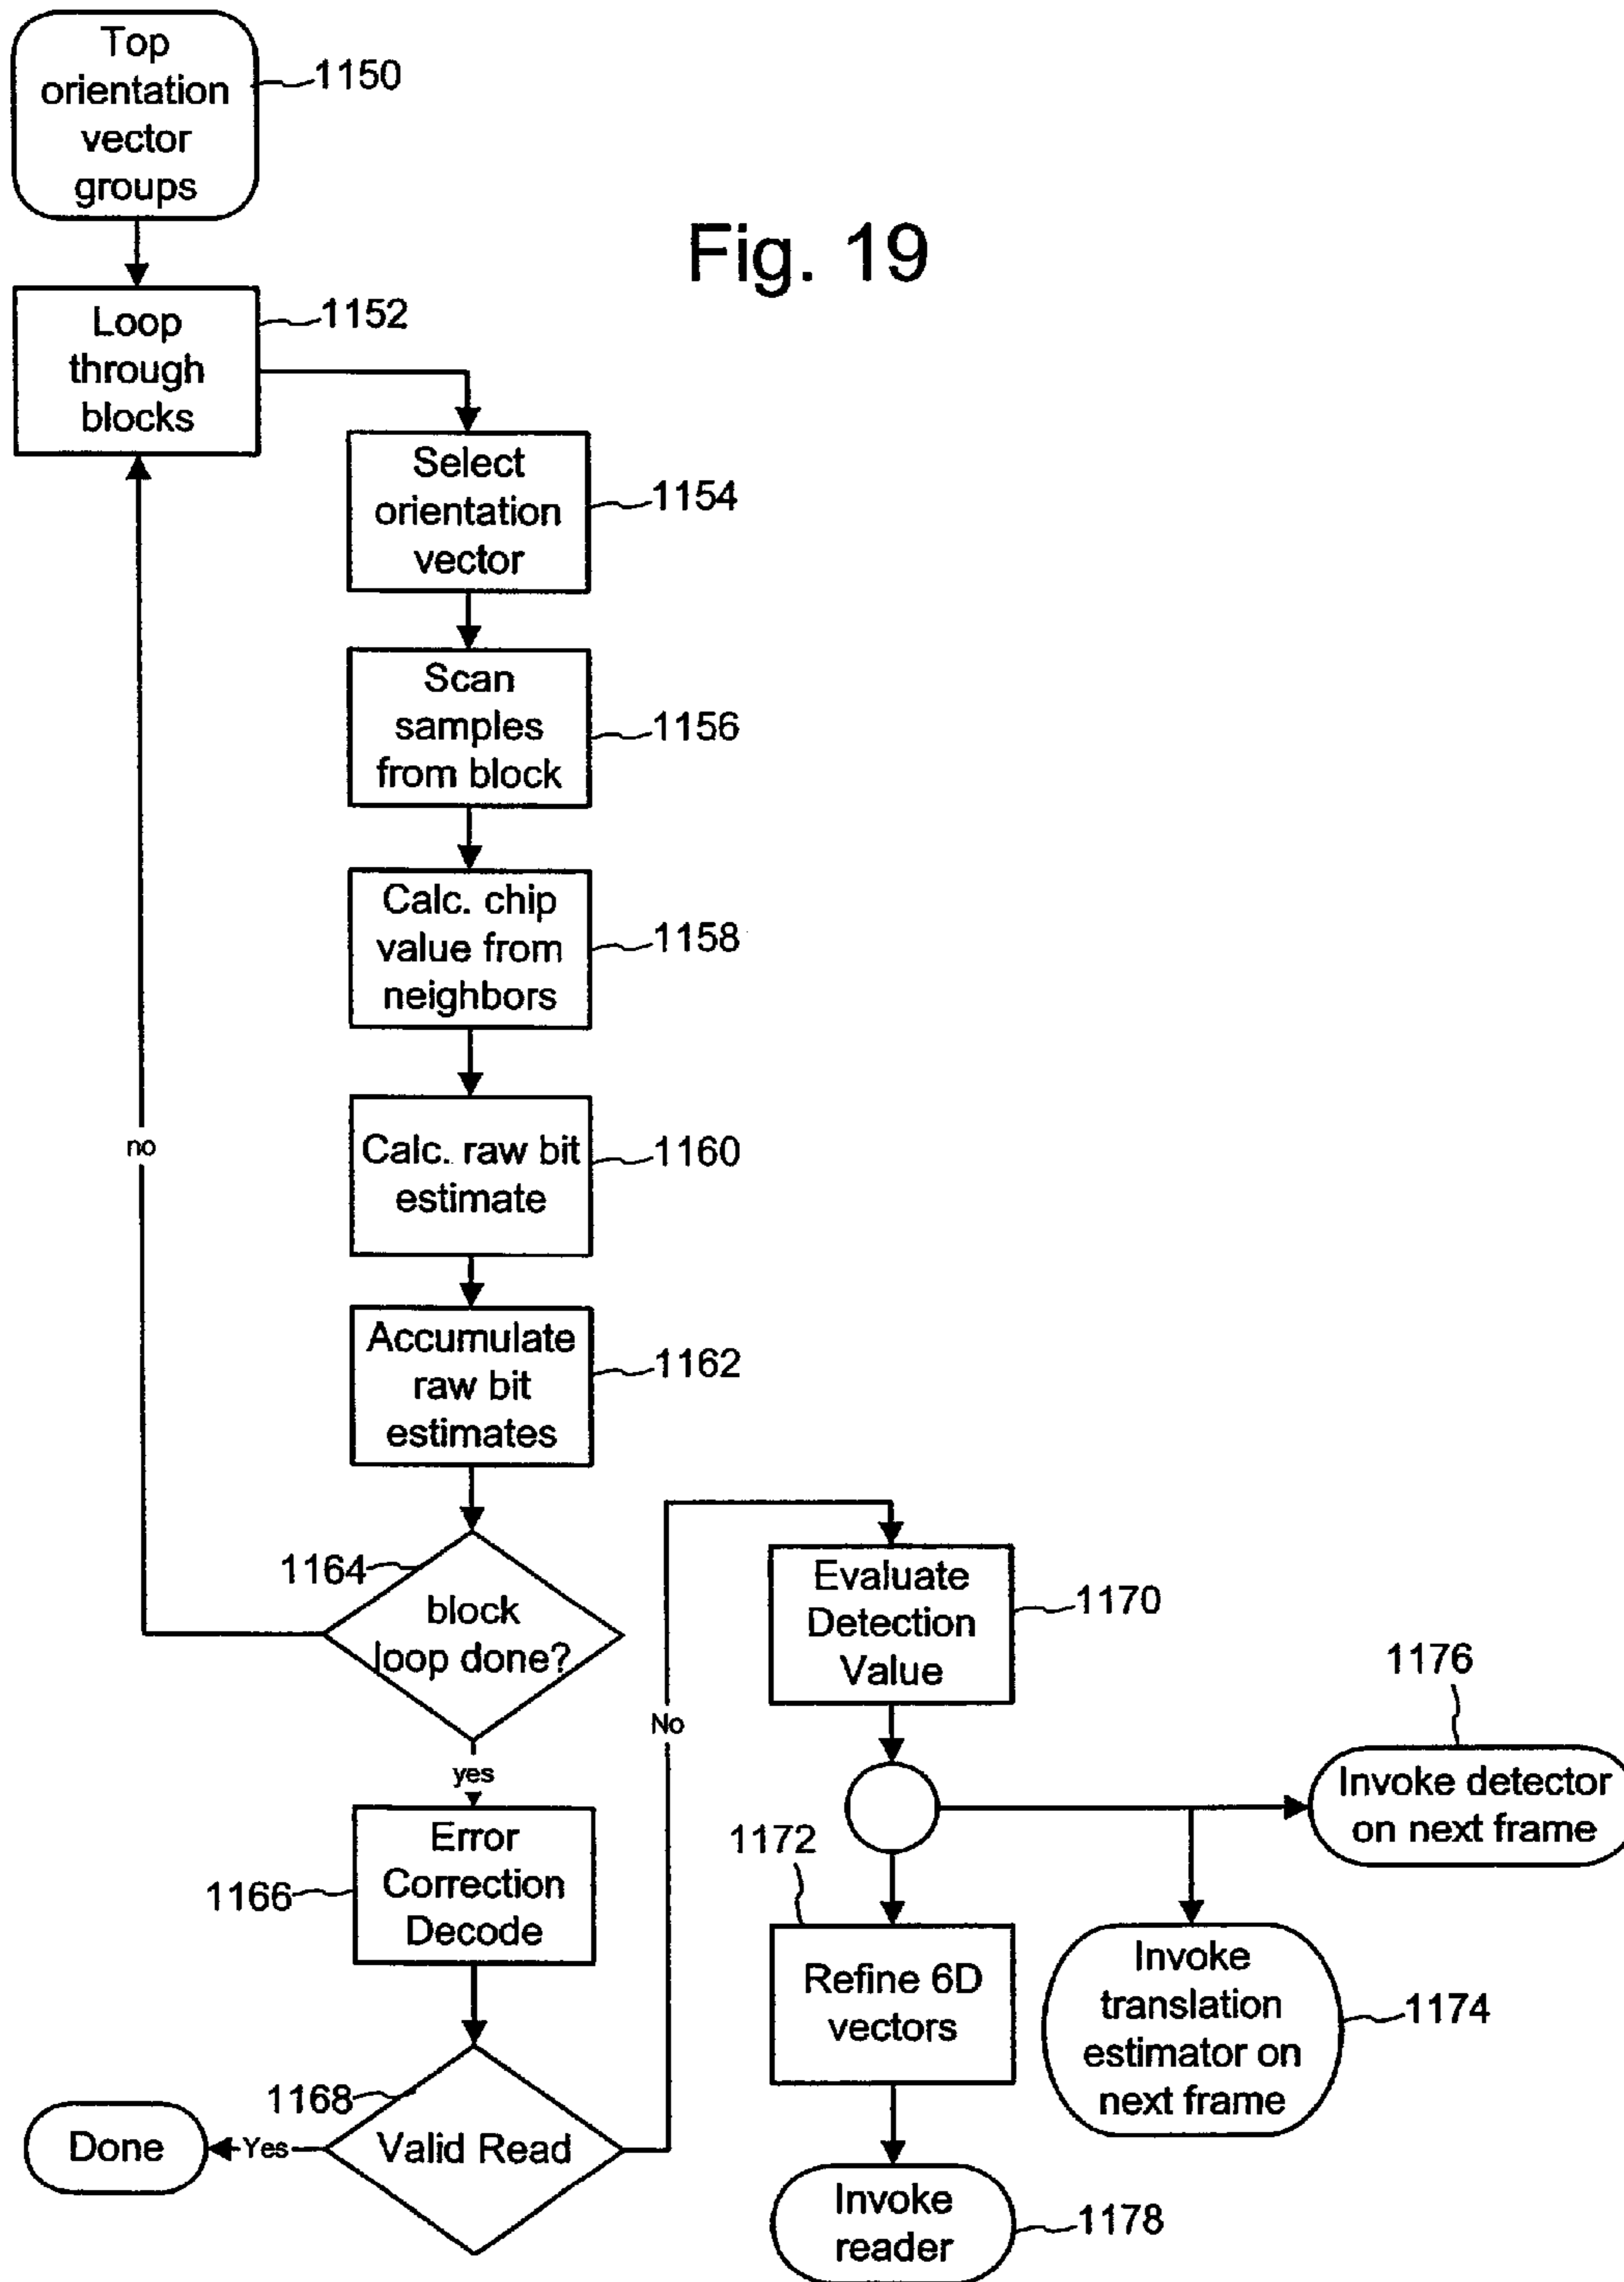 Top
orientation
vector
groups
1150
Fig. 19
Loop
through
blocks
1152
Select
orientation
vector
1154
Scan
samples
from block
1156
Calc. chip
value from
neighbors
1158
no
Calc. raw bit
estimate
1160
Accumulate
raw bit
estimates
1162
1164
block
loop done?
yes
Error
Correction
Decode
1166
1168
Valid Read
Yes
Done
No
Evaluate
Detection
Value
1170
1176
Invoke detector
on next frame
1172
Refine 6D
vectors
Invoke
translation
estimator on
next frame
1174
Invoke
reader
1178